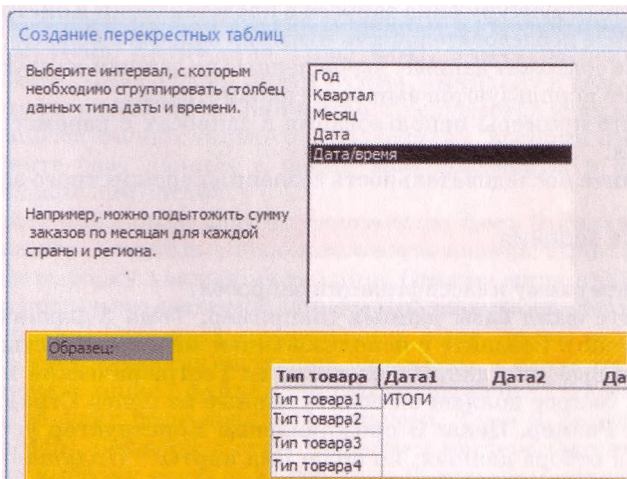 Создание перекрестных таблиц
Выберите интервал, с которым
необходимо сгруппировать столбец
данных типа даты и времени.
Год
Квартал
Месяц
Дата
Дата/время
Например, можно подытожить сумму
заказов по месяцам для каждой
страны и региона.
Образец:
Тип товара Дата1 Дата2 Да
Тип товара1 ИТОГИ
Тип товара2
Тип товара3
Тип товара4